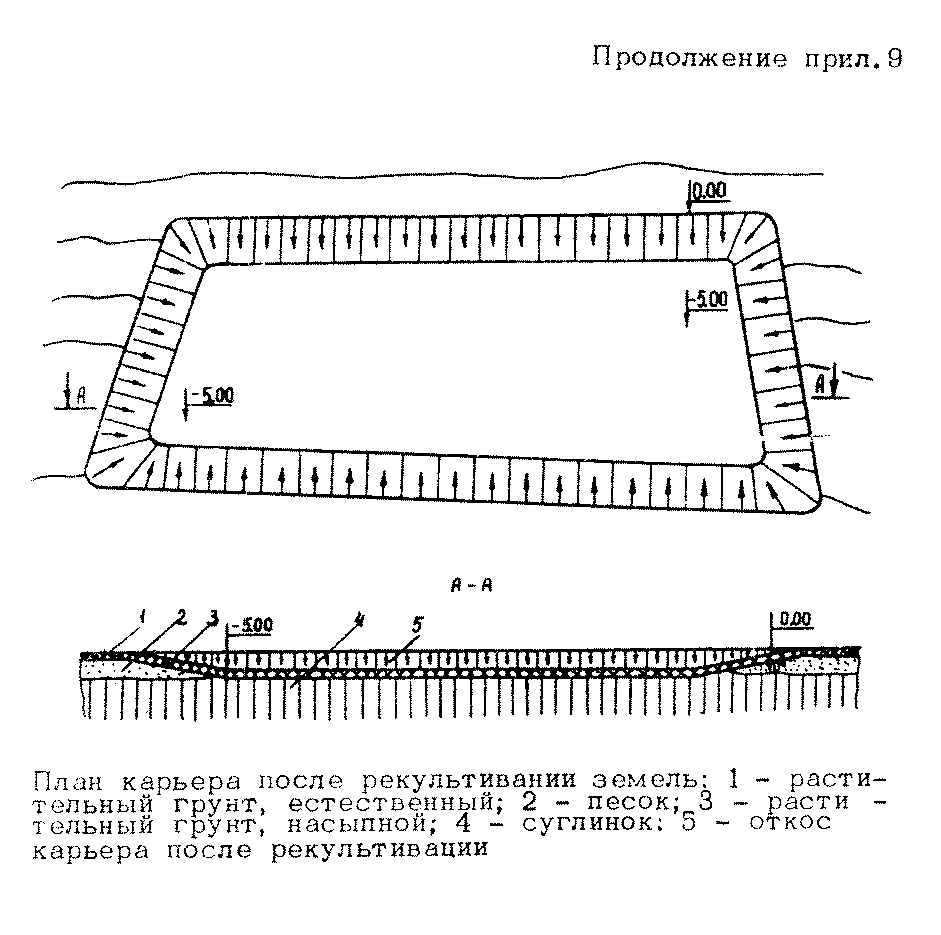 Продолжение прил.9
0.00
-5.00
А
А
-5.00
А-А
1 2 3 -5.00 4 5 0.00
План карьера после рекультивании земель: 1 - расти-
тельный грунт, естественный; 2 - песок; 3 - расти -
тельный грунт, насыпной; 4 - суглинок: 5 - откос
карьера после рекультивации